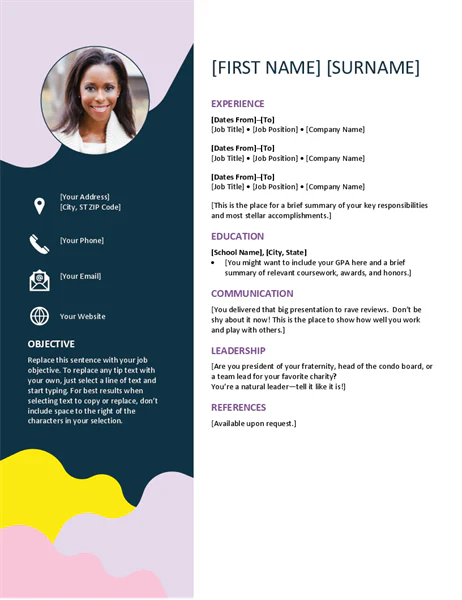 [FIRST NAME] [SURNAME]
EXPERIENCE
[Dates From]–[To]
[Job Title] • [Job Position] • [Company Name]
[Dates From]–[To]
[Job Title] • [Job Position] • [Company Name]
[Dates From]–[To]
[Job Title] • [Job Position] • [Company Name]
[This is the place for a brief summary of your key responsibilities
and most stellar accomplishments.]
EDUCATION
[School Name], [City, State]
• [You might want to include your GPA here and a brief
summary of relevant coursework, awards, and honors.]
COMMUNICATION
[You delivered that big presentation to rave reviews. Don’t be
shy about it now! This is the place to show how well you work
and play with others.]
LEADERSHIP
[Are you president of your fraternity, head of the condo board, or
a team lead for your favorite charity?
You’re a natural leader—tell it like it is!]
REFERENCES
[Available upon request.]
[Your Address]
[City, ST ZIP Code]
[Your Phone]
[Your Email]
Your Website
OBJECTIVE
Replace this sentence with your job
objective. To replace any tip text with
your own, just select a line of text and
start typing. For best results when
selecting text to copy or replace, don’t
include space to the right of the
characters in your selection.